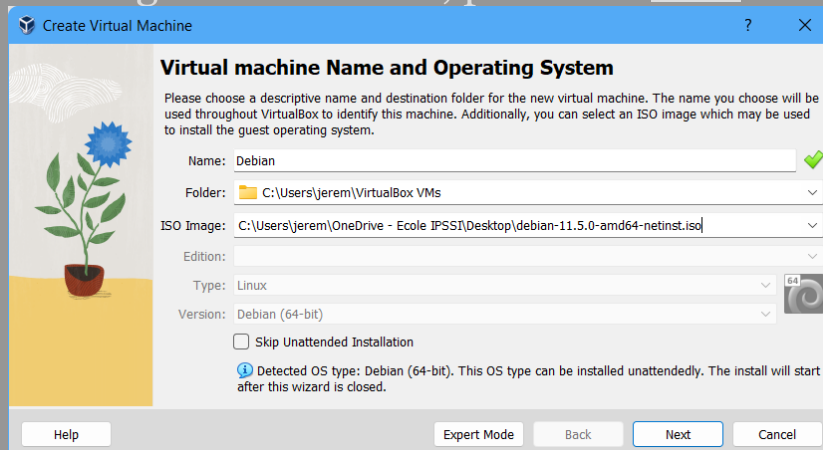 Create Virtual Machine
Virtual machine Name and Operating System
Please choose a descriptive name and destination folder for the new virtual machine. The name you choose will be
used throughout VirtualBox to identify this machine. Additionally, you can select an ISO image which may be used
to install the guest operating system.
Name: Debian
Folder: C:\Users\jerem\VirtualBox VMs
ISO Image: C:\Users\jerem\OneDrive - Ecole IPSSI\Desktop\debian-11.5.0-amd64-netinst.iso
Edition:
Type: Linux
64
Version: Debian (64-bit)
Skip Unattended Installation
Detected OS type: Debian (64-bit). This OS type can be installed unattendedly. The install will start
after this wizard is closed.
Help Expert Mode Back Next Cancel